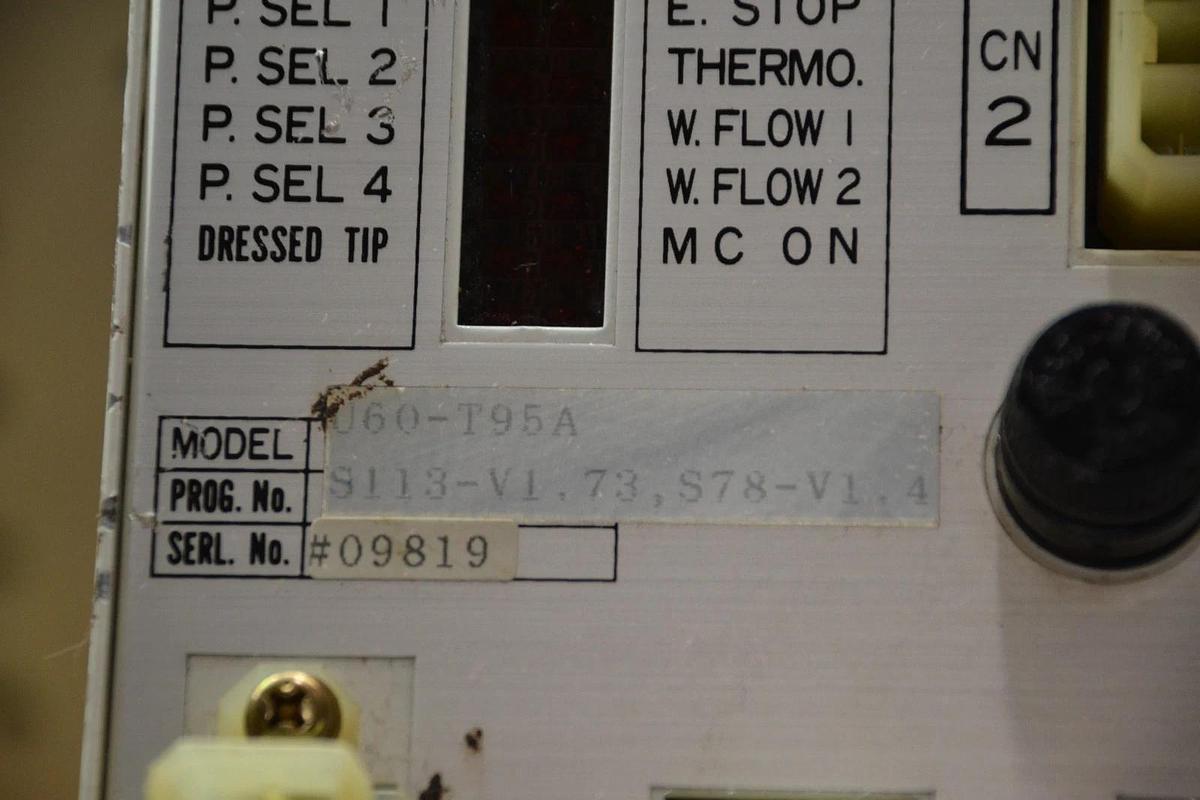 P. SEL 1
P. SEL 2
P. SEL 3
P. SEL 4
DRESSED TIP
E. STOP
THERMO.
W. FLOW 1
W. FLOW 2
MC ON
CN
2
MODEL U60-T95A
PROG. No. S113-V1.73,S78-V1.4
SERL. No. #09819